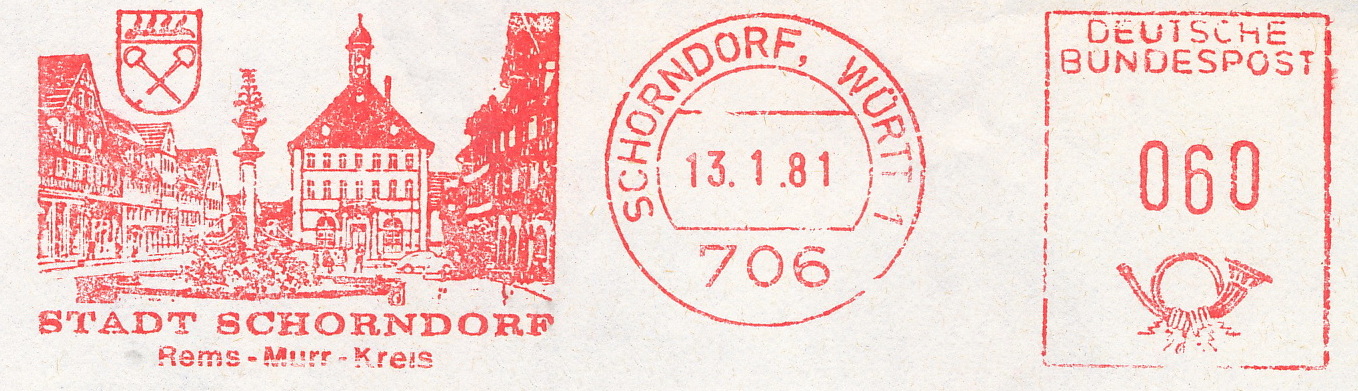 STADT SCHORNDORF
Rems-Murr-Kreis
SCHORNDORF, WÜRTT 1
13.1.81
706
DEUTSCHE
BUNDESPOST
060